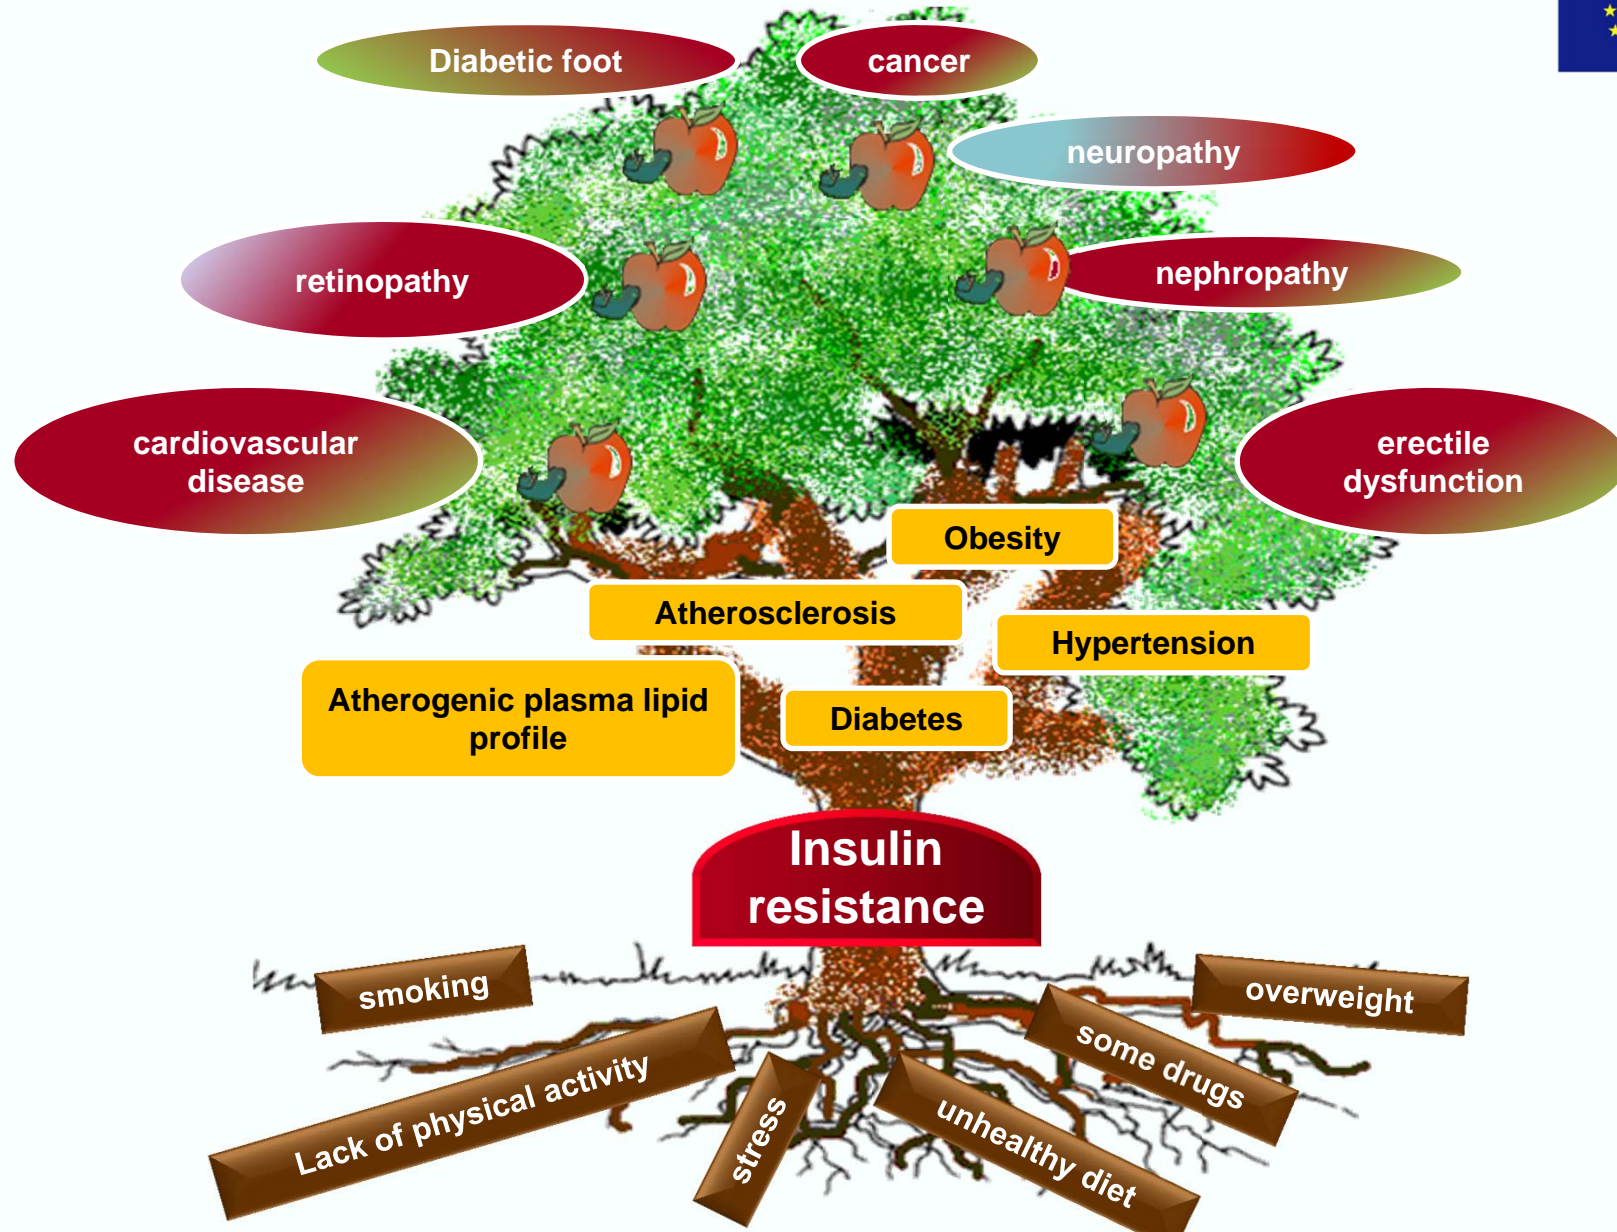 Diabetic foot
cancer
neuropathy
retinopathy
nephropathy
cardiovascular
disease
erectile
dysfunction
Obesity
Atherosclerosis
Hypertension
Atherogenic plasma lipid
profile
Diabetes
Insulin
resistance
smoking
overweight
Lack of physical activity
some drugs
stress
unhealthy diet